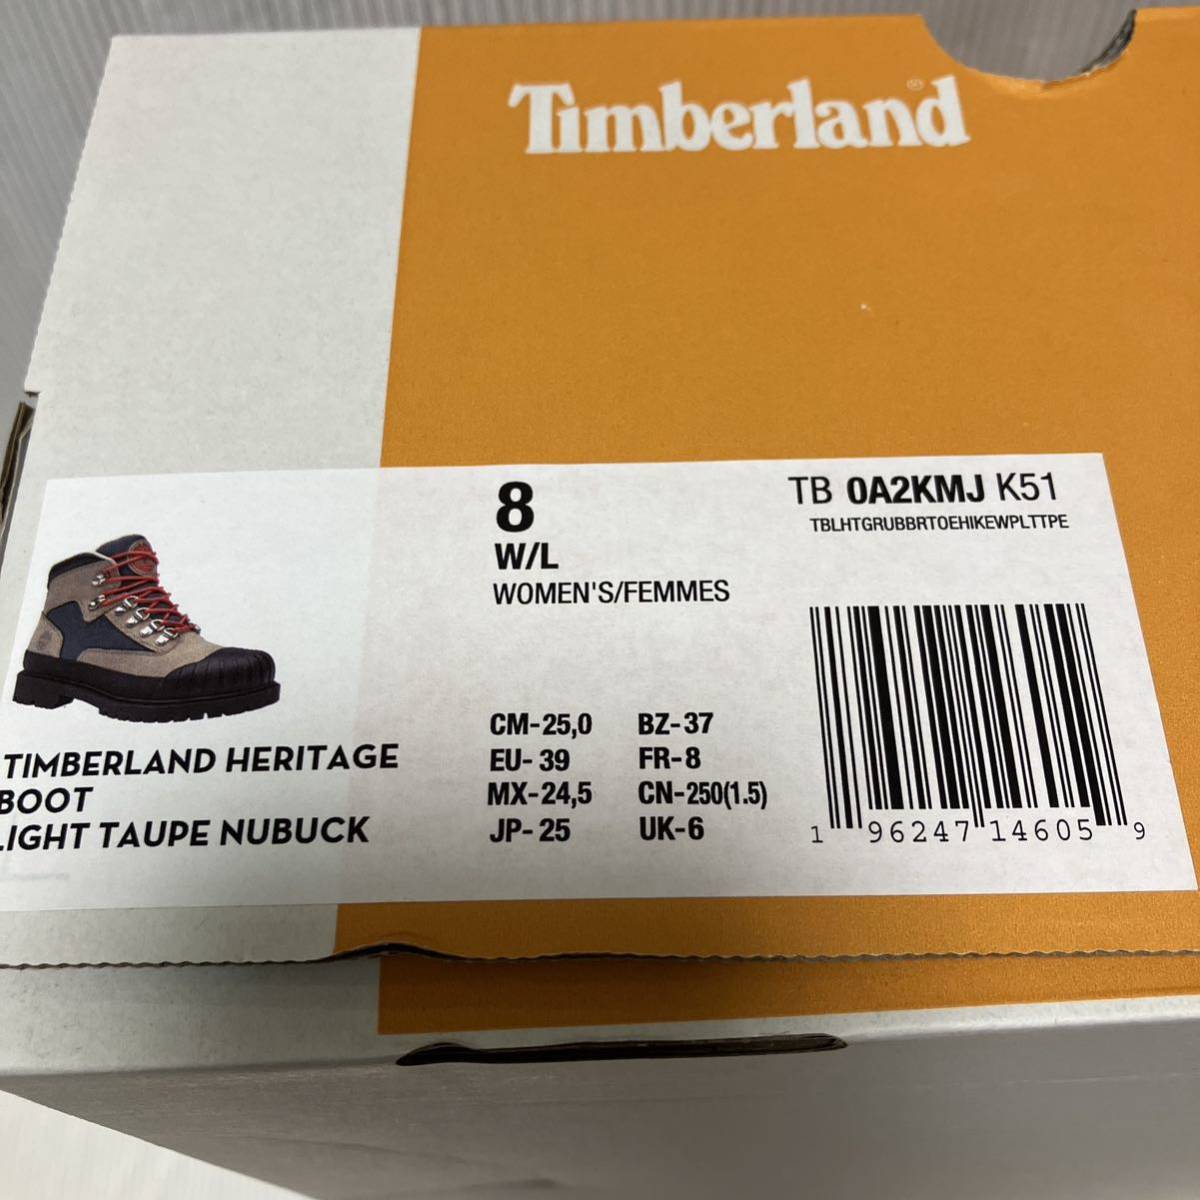 Timberland®
8
W/L
WOMEN'S/FEMMES
TB 0A2KMJ K51
TBLHTGRUBBRTOEHIKEWPLTTPE
TIMBERLAND HERITAGE
BOOT
LIGHT TAUPE NUBUCK
CM-25,0 BZ-37
EU-39 FR-8
MX-24,5 CN-250(1.5)
JP-25 UK-6
1 96247 14605 9